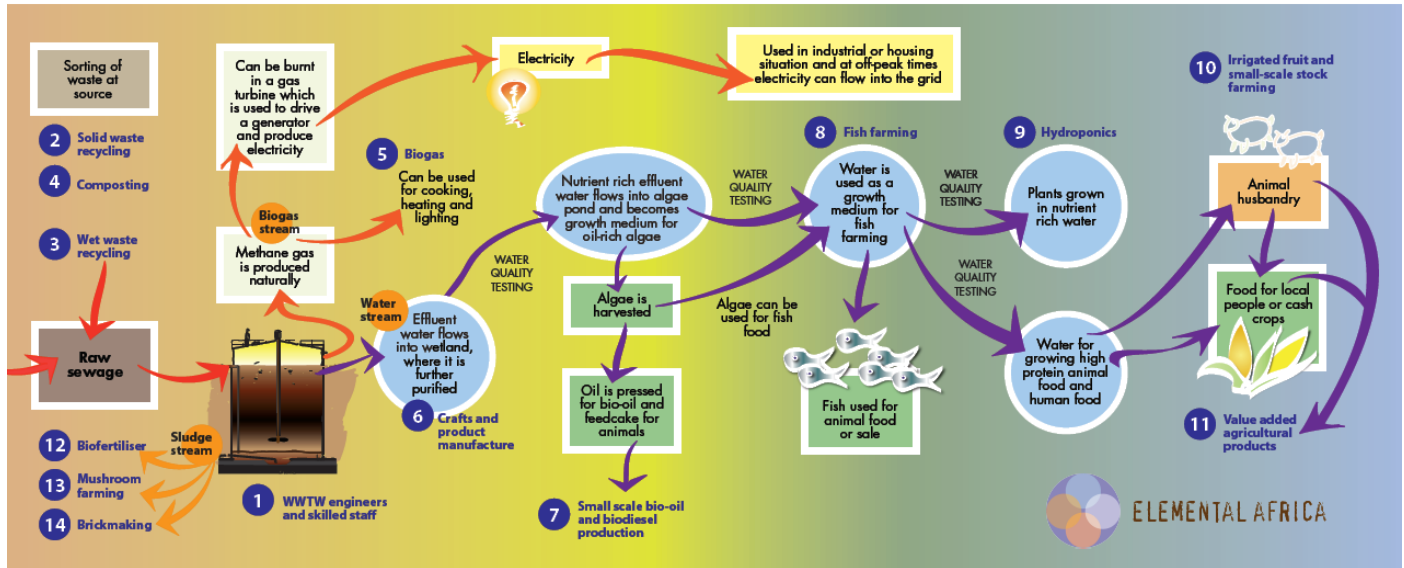 Sorting of
waste at
source
2 Solid waste
recycling
4 Composting
3 Wet waste
recycling
Raw
sewage
Can be burnt
in a gas
turbine which
is used to drive
a generator
and produce
electricity
Biogas
stream
Methane gas
is produced
naturally
Electricity
Used in industrial or housing
situation and at off-peak times
electricity can flow into the grid
5 Biogas
Can be used
for cooking,
heating and
lighting
Water
stream
Effluent
water flows
into wetland,
where it is
further
purified
6 Crafts and
product
manufacture
Sludge
stream
12 Biofertiliser
13 Mushroom
farming
14 Brickmaking
1 WWTW engineers
and skilled staff
WATER
QUALITY
TESTING
Nutrient rich effluent
water flows into algae
pond and becomes
growth medium for
oil-rich algae
Algae is
harvested
Oil is pressed
for bio-oil and
feedcake for
animals
7 Small scale bio-oil
and biodiesel
production
WATER
QUALITY
TESTING
Algae can be
used for fish
food
8 Fish farming
Water is
used as a
growth
medium for
fish
farming
Fish used for
animal food
or sale
WATER
QUALITY
TESTING
9 Hydroponics
Plants grown
in nutrient
rich water
WATER
QUALITY
TESTING
Water for
growing high
protein animal
food and
human food
10 Irrigated fruit and
small-scale stock
farming
Animal
husbandry
Food for local
people or cash
crops
11 Value added
agricultural
products
ELEMENTAL AFRICA